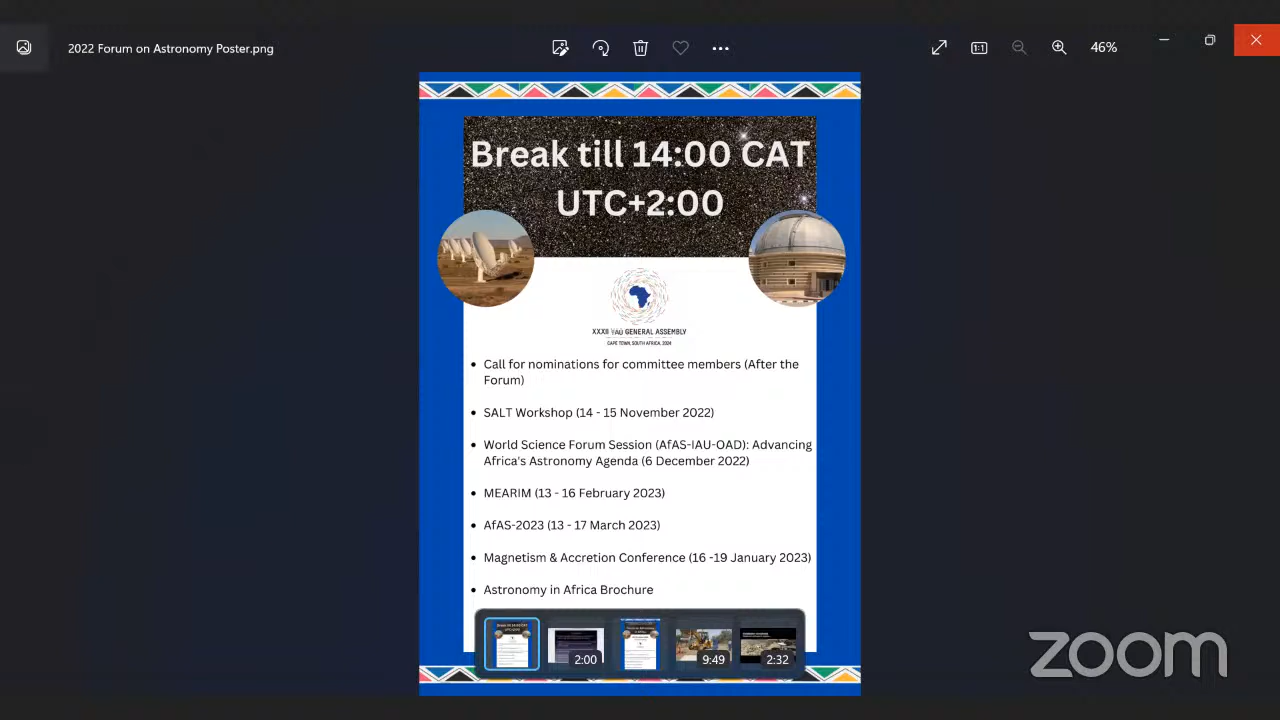 2022 Forum on Astronomy Poster.png
46%
Break till 14:00 CAT
UTC+2:00
XXXII IAU GENERAL ASSEMBLY
CAPE TOWN, SOUTH AFRICA, 2024
• Call for nominations for committee members (After the
Forum)
• SALT Workshop (14 - 15 November 2022)
• World Science Forum Session (AfAS-IAU-OAD): Advancing
Africa's Astronomy Agenda (6 December 2022)
• MEARIM (13 - 16 February 2023)
• AfAS-2023 (13 - 17 March 2023)
• Magnetism & Accretion Conference (16 -19 January 2023)
• Astronomy in Africa Brochure
2:00
9:49
2:32
zoom